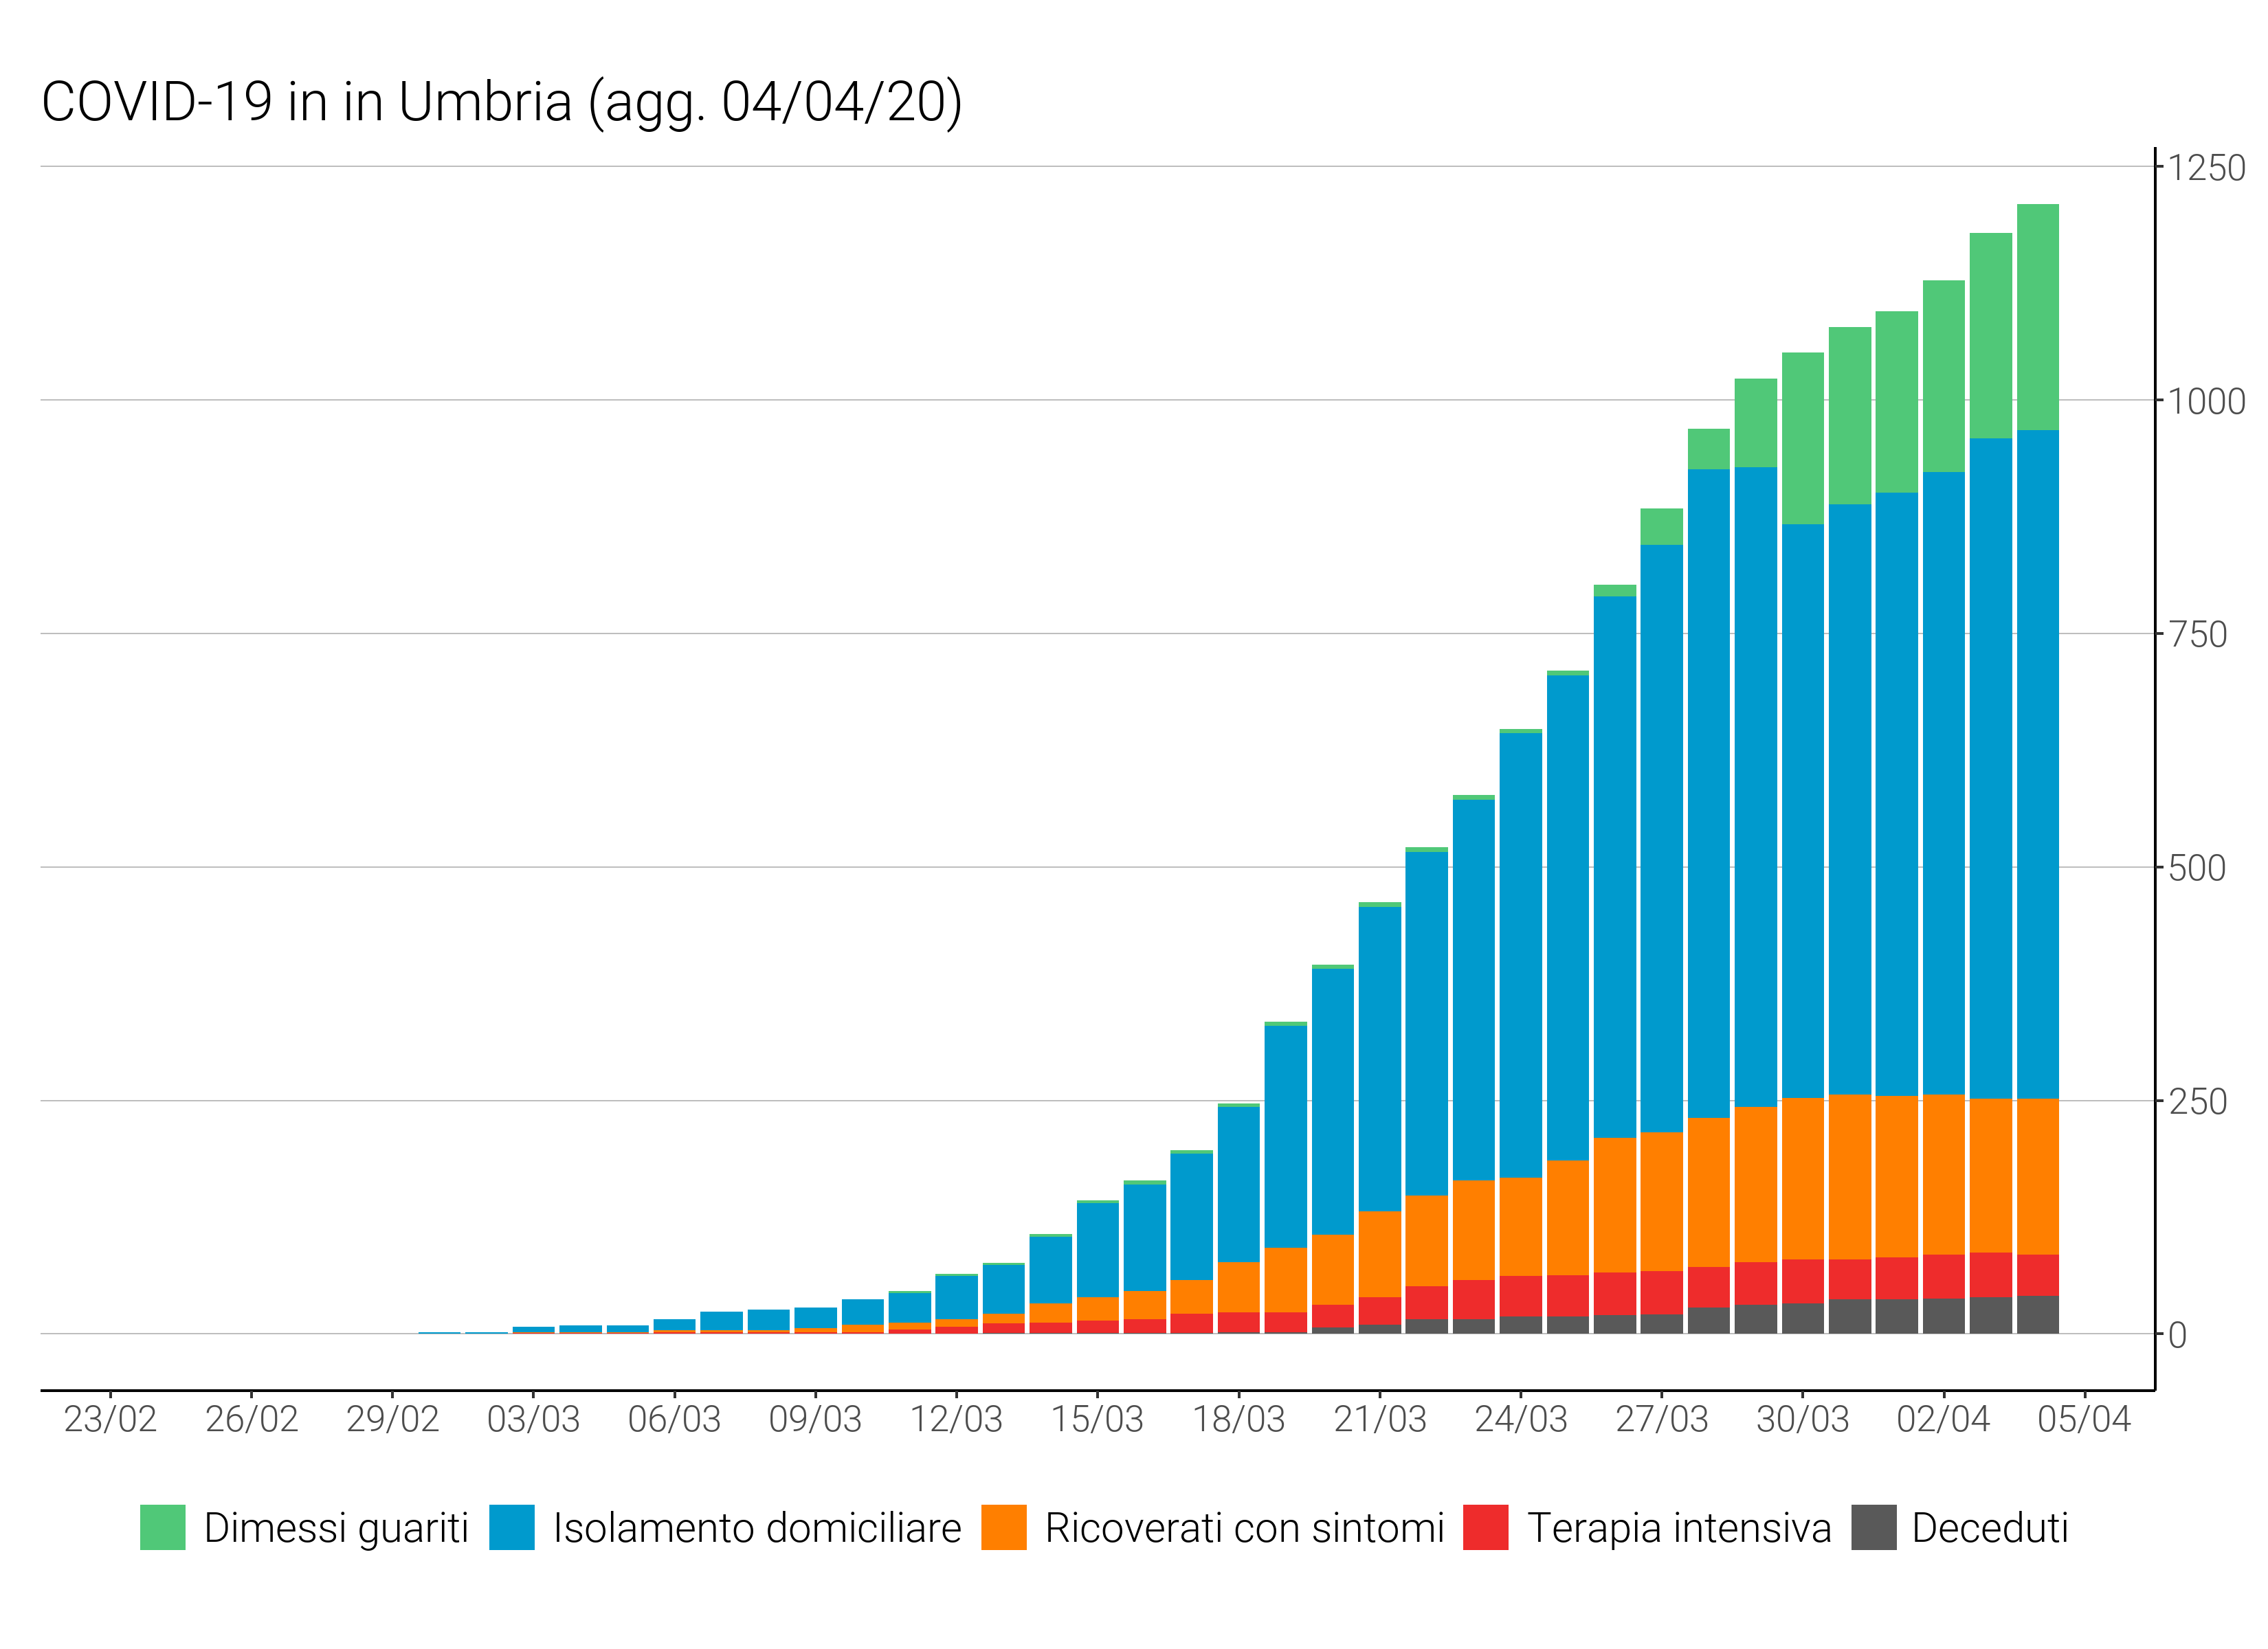 COVID-19 in in Umbria (agg. 04/04/20)
1250
1000
750
500
250
0
23/02 26/02 29/02 03/03 06/03 09/03 12/03 15/03 18/03 21/03 24/03 27/03 30/03 02/04 05/04
Dimessi guariti Isolamento domiciliare Ricoverati con sintomi Terapia intensiva Deceduti